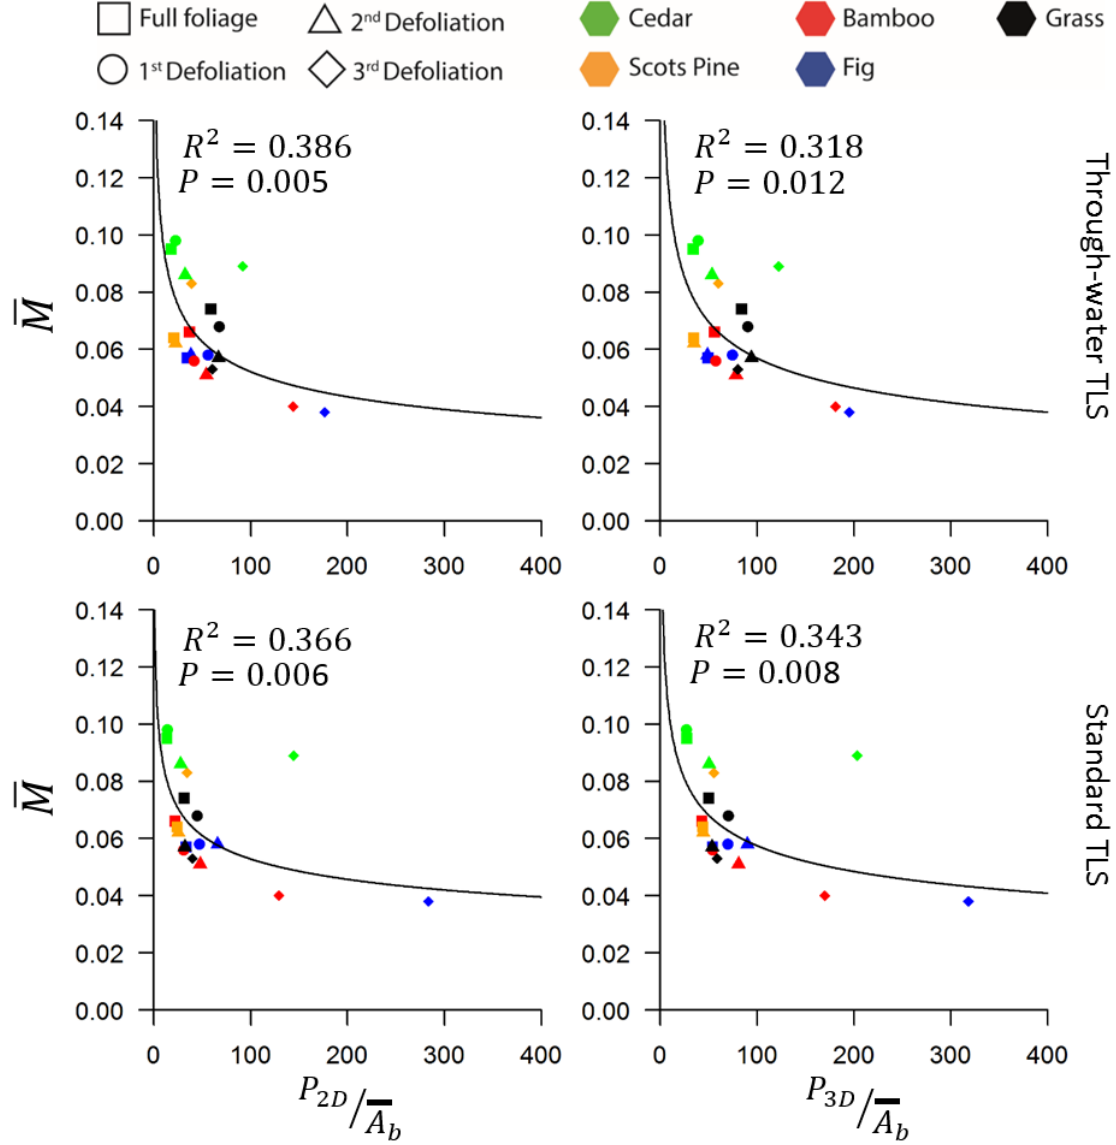 Full foliage 2nd Defoliation Cedar Bamboo Grass
1st Defoliation 3rd Defoliation Scots Pine Fig
0.14 0.12 0.10 0.08 0.06 0.04 0.02 0.00
M̅
R² = 0.386
P = 0.005
0 100 200 300 400
0.14 0.12 0.10 0.08 0.06 0.04 0.02 0.00
R² = 0.318
P = 0.012
0 100 200 300 400
Through-water TLS
0.14 0.12 0.10 0.08 0.06 0.04 0.02 0.00
M̅
R² = 0.366
P = 0.006
0 100 200 300 400
P2D/A̅b
0.14 0.12 0.10 0.08 0.06 0.04 0.02 0.00
R² = 0.343
P = 0.008
0 100 200 300 400
P3D/A̅b
Standard TLS